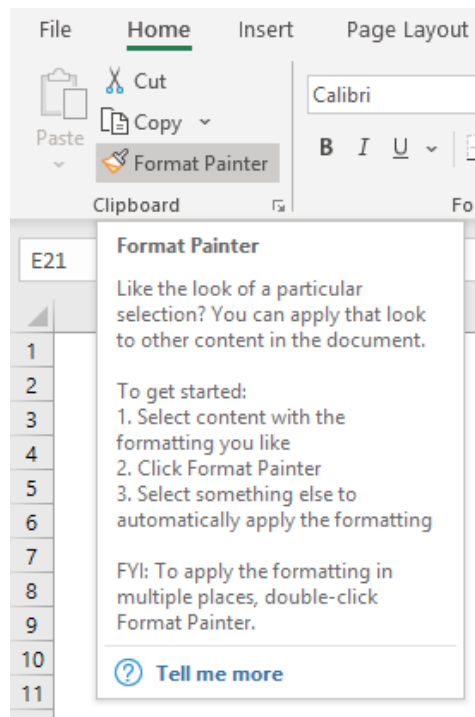 File Home Insert Page Layout
Cut
Calibri
Copy
Paste
B I U
Format Painter
Clipboard Fo
E21
Format Painter
Like the look of a particular
selection? You can apply that look
to other content in the document.
To get started:
1. Select content with the
formatting you like
2. Click Format Painter
3. Select something else to
automatically apply the formatting
FYI: To apply the formatting in
multiple places, double-click
Format Painter.
Tell me more
1
2
3
4
5
6
7
8
9
10
11